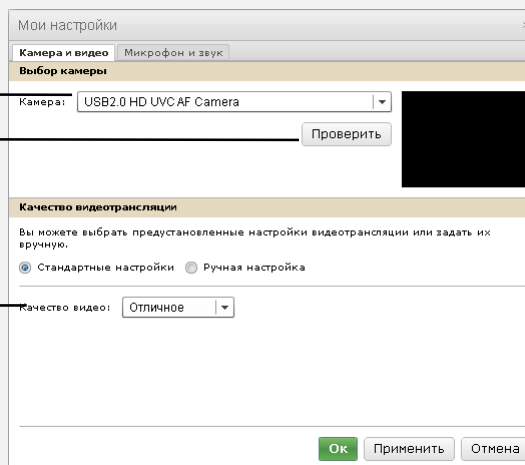 Мои настройки
Камера и видео Микрофон и звук
Выбор камеры
Камера: USB2.0 HD UVC AF Camera
Проверить
Качество видеотрансляции
Вы можете выбрать предустановленные настройки видеотрансляции или задать их
вручную.
Стандартные настройки Ручная настройка
Качество видео: Отличное
Ок Применить Отмена